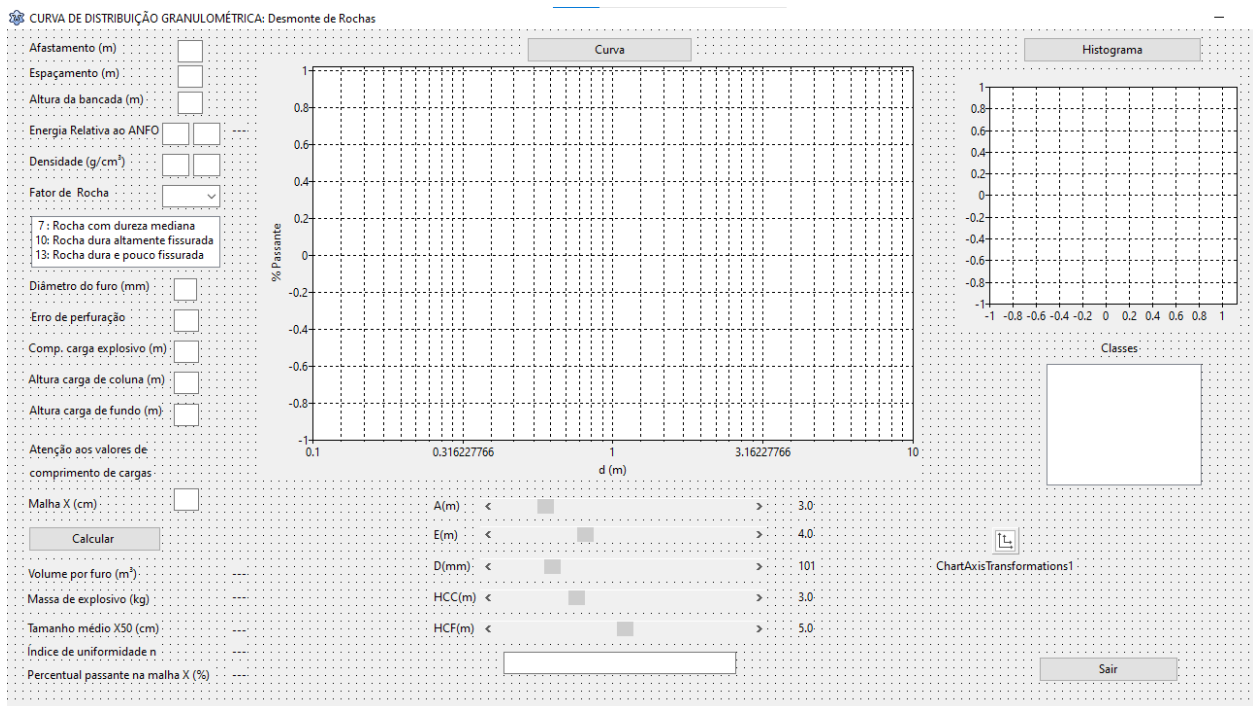 CURVA DE DISTRIBUIÇÃO GRANULOMÉTRICA: Desmonte de Rochas
Afastamento (m)
Espaçamento (m)
Altura da bancada (m)
Energia Relativa ao ANFO ---
Densidade (g/cm³)
Fator de Rocha
7 : Rocha com dureza mediana
10: Rocha dura altamente fissurada
13: Rocha dura e pouco fissurada
Diâmetro do furo (mm)
Erro de perfuração
Comp. carga explosivo (m)
Altura carga de coluna (m)
Altura carga de fundo (m)
Atenção aos valores de
comprimento de cargas
Malha X (cm)
Calcular
Volume por furo (m³) ---
Massa de explosivo (kg) ---
Tamanho médio X50 (cm) ---
Índice de uniformidade n ---
Percentual passante na malha X (%) ---
Curva
% Passante
1
0.8
0.6
0.4
0.2
0
-0.2
-0.4
-0.6
-0.8
-1
0.1 0.316227766 1 3.16227766 10
d (m)
A(m) < > 3.0
E(m) < > 4.0
D(mm) < > 101
HCC(m) < > 3.0
HCF(m) < > 5.0
Histograma
1
0.8
0.6
0.4
0.2
0
-0.2
-0.4
-0.6
-0.8
-1
-1 -0.8 -0.6 -0.4 -0.2 0 0.2 0.4 0.6 0.8 1
Classes
ChartAxisTransformations1
Sair